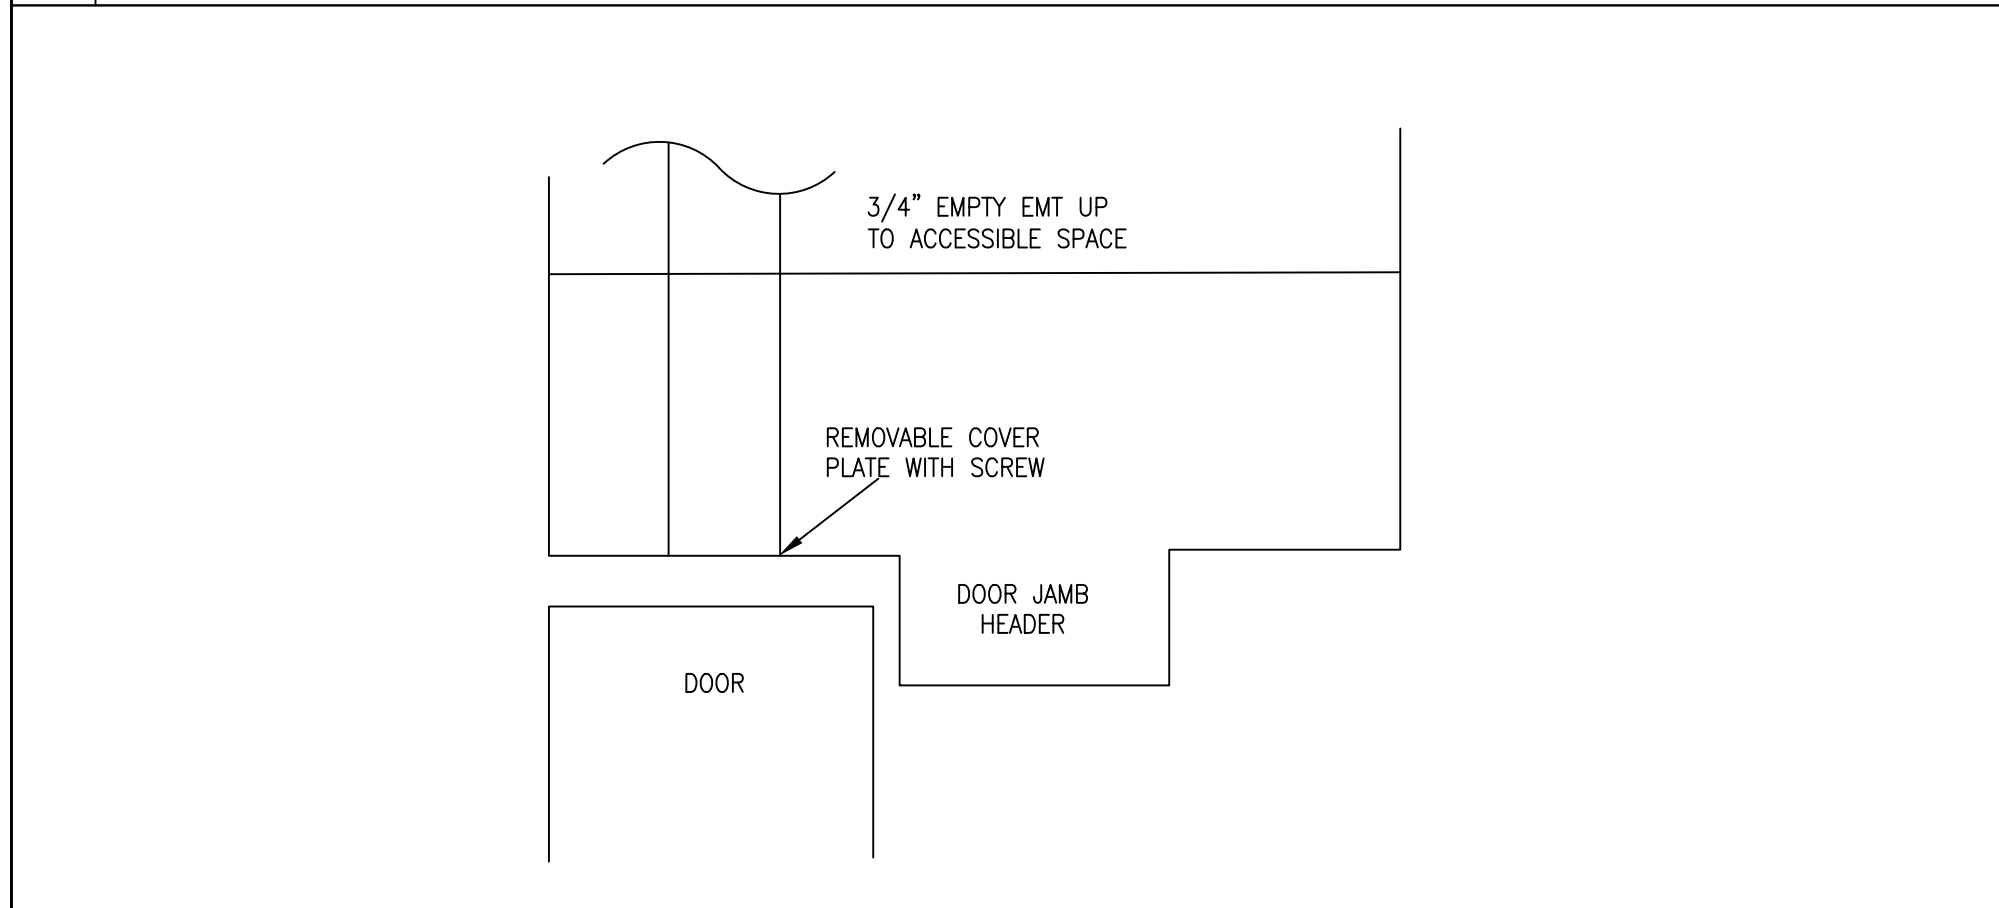 3/4” EMPTY EMT UP
TO ACCESSIBLE SPACE
REMOVABLE COVER
PLATE WITH SCREW
DOOR JAMB
HEADER
DOOR